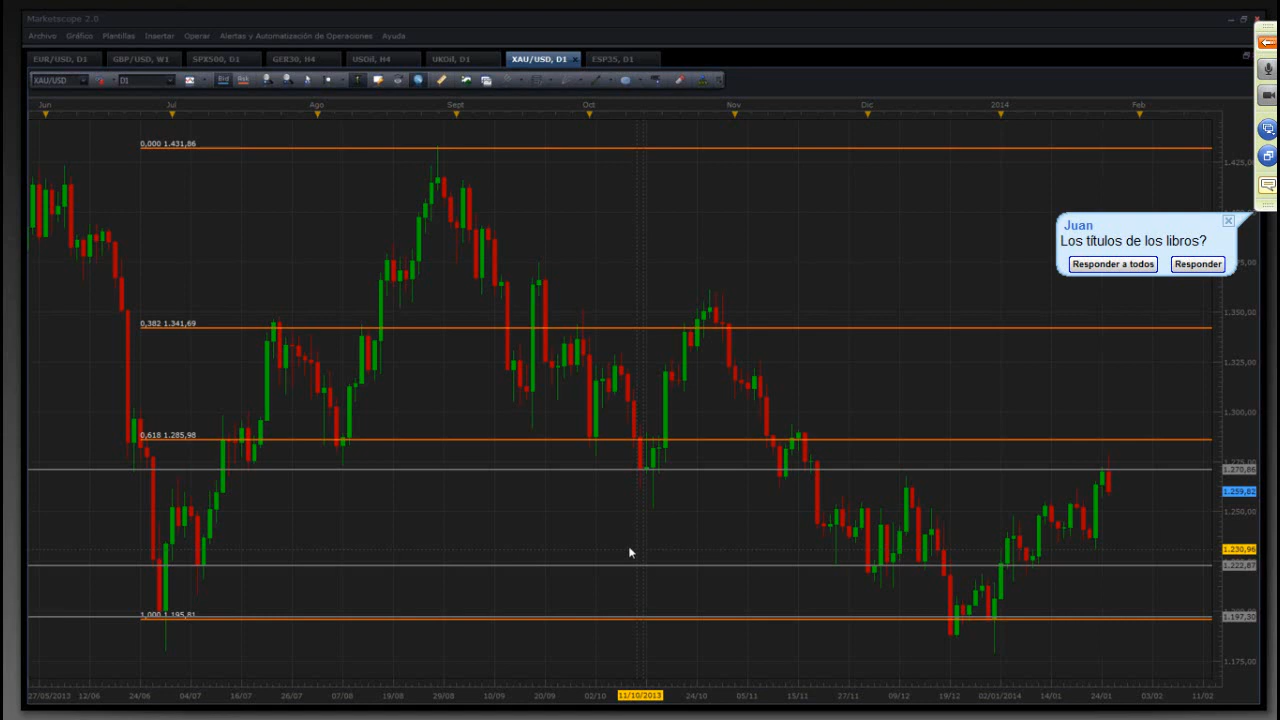 Marketscope 2.0
Archivo Gráfico Plantillas Insertar Operar Alertas y Automatización de Operaciones Ayuda
EUR/USD, D1 GBP/USD, W1 SPX500, D1 GER30, H4 USOil, H4 UKOil, D1 XAU/USD, D1 ESP35, D1
XAU/USD D1 Bid Ask
Jun Jul Ago Sept Oct Nov Dic 2014 Feb
0,000 1.431,86
1.425,00
Juan
Los títulos de los libros?
Responder a todos Responder
1.350,00
0,382 1.341,69
1.325,00
1.300,00
0,618 1.285,98
1.270,86
1.259,82
1.250,00
1.230,96
1.222,87
1,000 1.195,81
1.197,30
1.175,00
27/05/2013 12/06 24/06 04/07 16/07 26/07 07/08 19/08 29/08 10/09 20/09 02/10 11/10/2013 24/10 05/11 15/11 27/11 09/12 19/12 02/01/2014 14/01 24/01 03/02 11/02